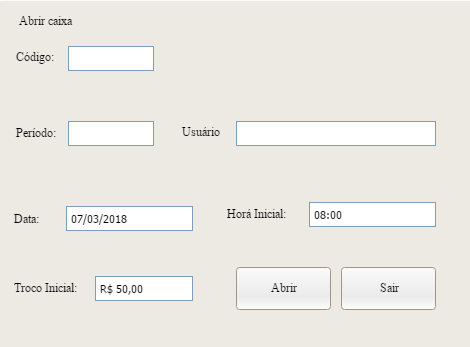 Abrir caixa
Código:
Período: Usuário
Data: 07/03/2018 Horá Inicial: 08:00
Troco Inicial: R$ 50,00 Abrir Sair